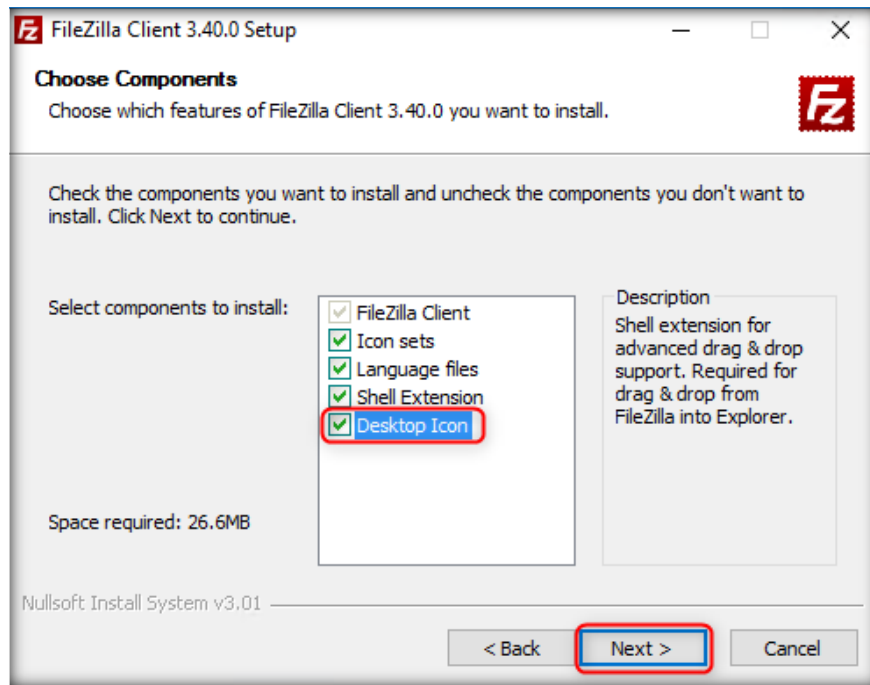 FileZilla Client 3.40.0 Setup
Choose Components
Choose which features of FileZilla Client 3.40.0 you want to install.
Fz
Check the components you want to install and uncheck the components you don't want to
install. Click Next to continue.
Select components to install:
FileZilla Client
Icon sets
Language files
Shell Extension
Desktop Icon
Description
Shell extension for
advanced drag & drop
support. Required for
drag & drop from
FileZilla into Explorer.
Space required: 26.6MB
Nullsoft Install System v3.01
< Back
Next >
Cancel